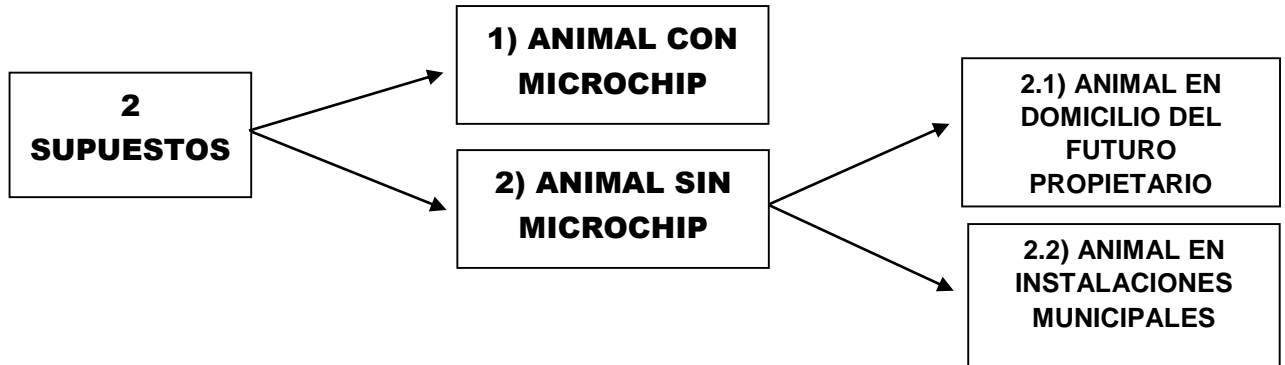 2
SUPUESTOS
1) ANIMAL CON
MICROCHIP
2) ANIMAL SIN
MICROCHIP
2.1) ANIMAL EN
DOMICILIO DEL
FUTURO
PROPIETARIO
2.2) ANIMAL EN
INSTALACIONES
MUNICIPALES